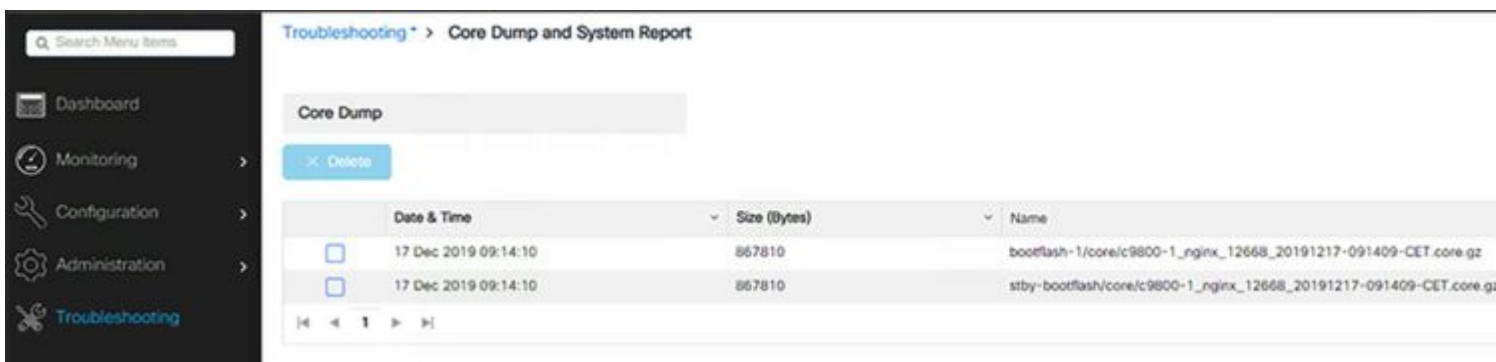 Search Menu Items
Dashboard
Monitoring
Configuration
Administration
Troubleshooting
Troubleshooting * > Core Dump and System Report
Core Dump
× Delete
Date & Time Size (Bytes) Name
17 Dec 2019 09:14:10 867810 bootflash-1/core/c9800-1_nginx_12668_20191217-091409-CET.core.gz
17 Dec 2019 09:14:10 867810 stby-bootflash/core/c9800-1_nginx_12668_20191217-091409-CET.core.gz
1